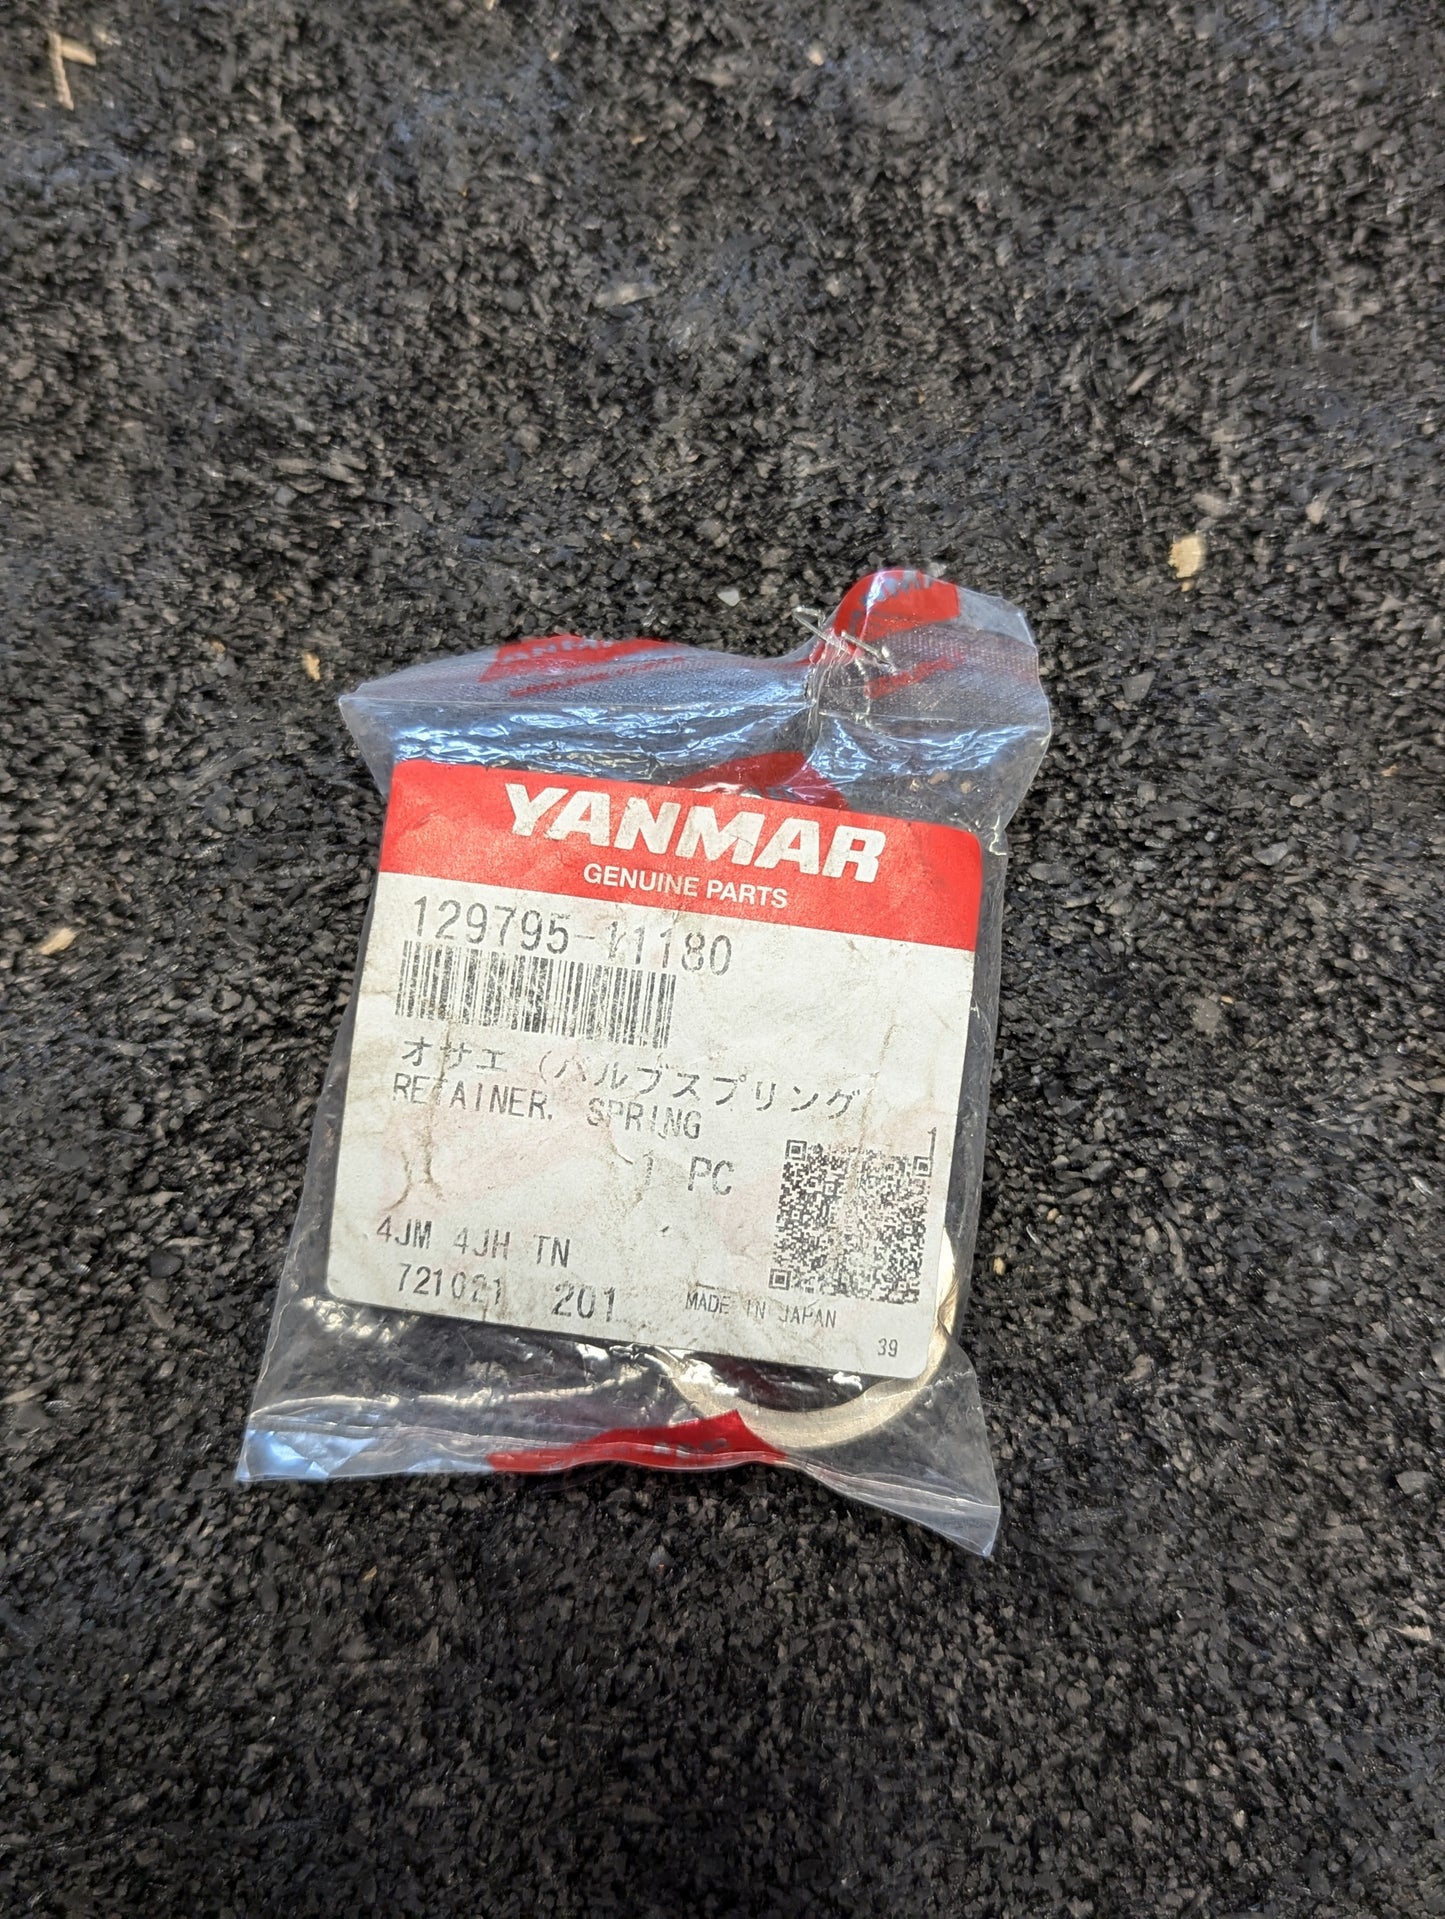 YANMAR
GENUINE PARTS
129795-11180
オサエ (バルブスプリング
RETAINER, SPRING
1
1 PC
4JM 4JH TN
721021 201
MADE IN JAPAN
39